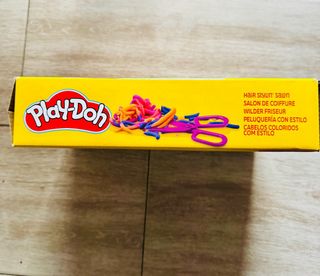 Play-Doh
HAIR STYLIN' SALON
SALON DE COIFFURE
WILDER FRISEUR
PELUQUERÍA CON ESTILO
CABELOS COLORIDOS
COM ESTILO